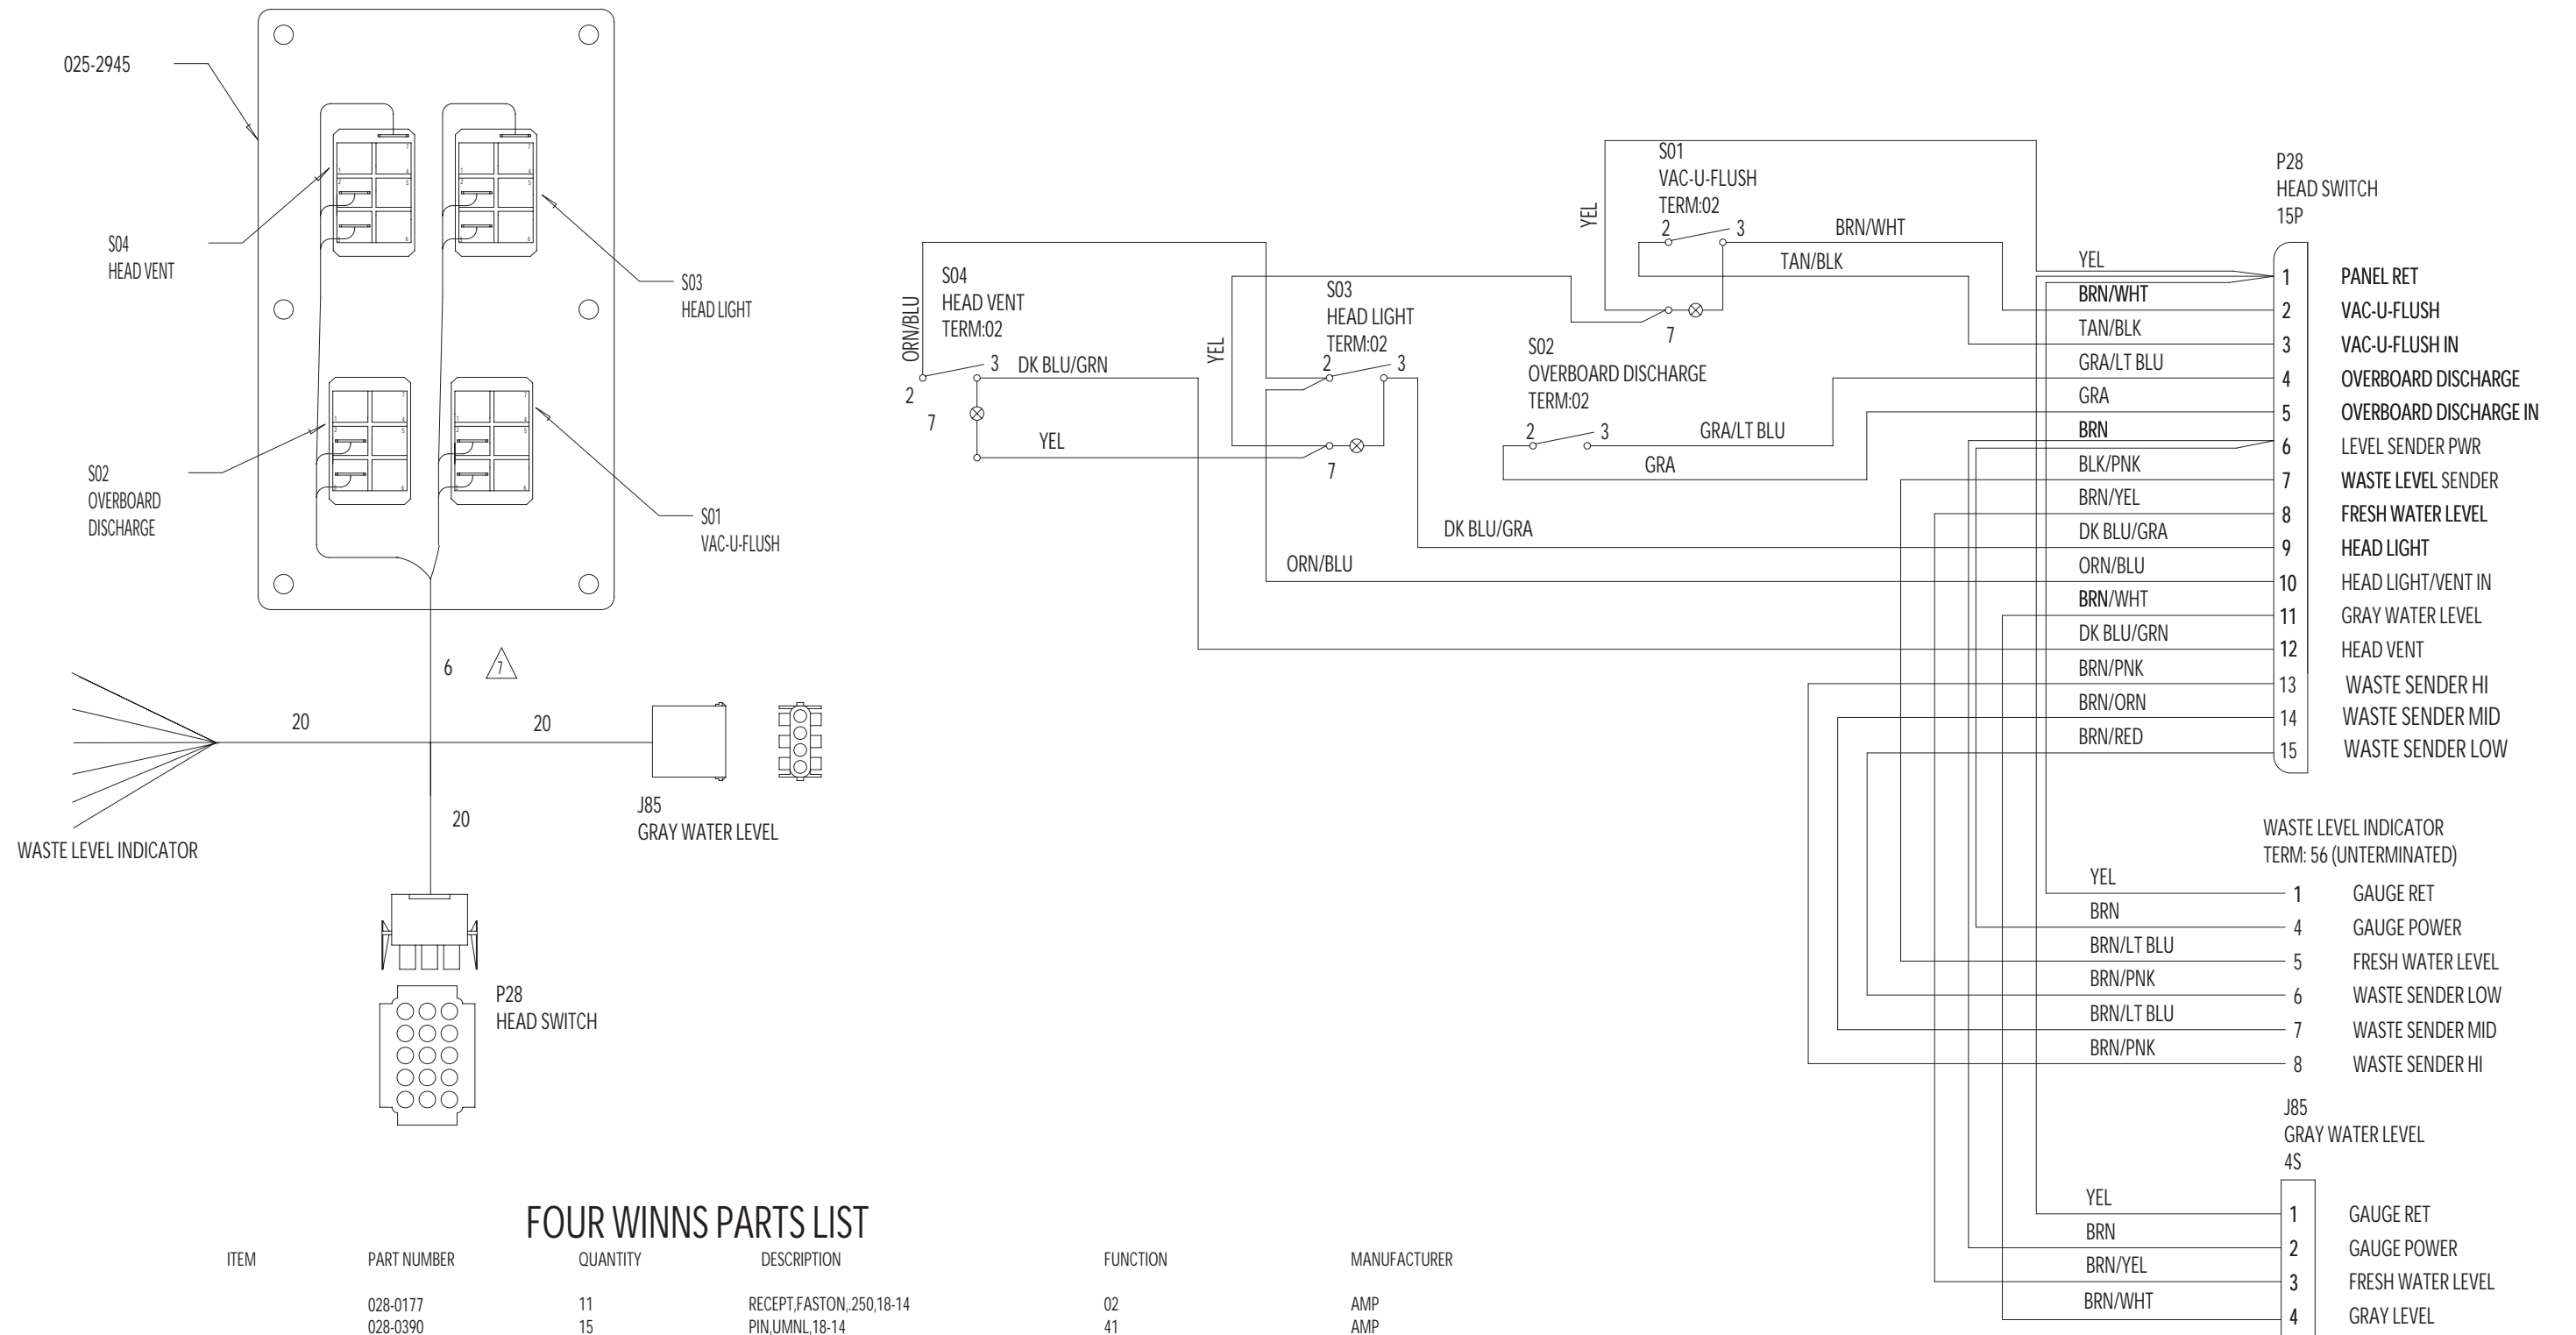 025-2945
S04
HEAD VENT
S03
HEAD LIGHT
S02
OVERBOARD
DISCHARGE
S01
VAC-U-FLUSH
6
7
20
20
20
WASTE LEVEL INDICATOR
J85
GRAY WATER LEVEL
P28
HEAD SWITCH
S04
HEAD VENT
TERM:02
ORN/BLU
2
3
7
DK BLU/GRN
YEL
YEL
S03
HEAD LIGHT
TERM:02
2
3
7
DK BLU/GRA
ORN/BLU
S02
OVERBOARD DISCHARGE
TERM:02
2
3
GRA/LT BLU
GRA
YEL
S01
VAC-U-FLUSH
TERM:02
2
3
7
BRN/WHT
TAN/BLK
P28
HEAD SWITCH
15P
YEL 1 PANEL RET
BRN/WHT 2 VAC-U-FLUSH
TAN/BLK 3 VAC-U-FLUSH IN
GRA/LT BLU 4 OVERBOARD DISCHARGE
GRA 5 OVERBOARD DISCHARGE IN
BRN 6 LEVEL SENDER PWR
BLK/PNK 7 WASTE LEVEL SENDER
BRN/YEL 8 FRESH WATER LEVEL
DK BLU/GRA 9 HEAD LIGHT
ORN/BLU 10 HEAD LIGHT/VENT IN
BRN/WHT 11 GRAY WATER LEVEL
DK BLU/GRN 12 HEAD VENT
BRN/PNK 13 WASTE SENDER HI
BRN/ORN 14 WASTE SENDER MID
BRN/RED 15 WASTE SENDER LOW
WASTE LEVEL INDICATOR
TERM: 56 (UNTERMINATED)
YEL 1 GAUGE RET
BRN 4 GAUGE POWER
BRN/LT BLU 5 FRESH WATER LEVEL
BRN/PNK 6 WASTE SENDER LOW
BRN/LT BLU 7 WASTE SENDER MID
BRN/PNK 8 WASTE SENDER HI
J85
GRAY WATER LEVEL
4S
YEL 1 GAUGE RET
BRN 2 GAUGE POWER
BRN/YEL 3 FRESH WATER LEVEL
BRN/WHT 4 GRAY LEVEL
FOUR WINNS PARTS LIST
ITEM PART NUMBER QUANTITY DESCRIPTION FUNCTION MANUFACTURER
028-0177 11 RECEPT,FASTON,.250,18-14 02 AMP
028-0390 15 PIN,UMNL,18-14 41 AMP